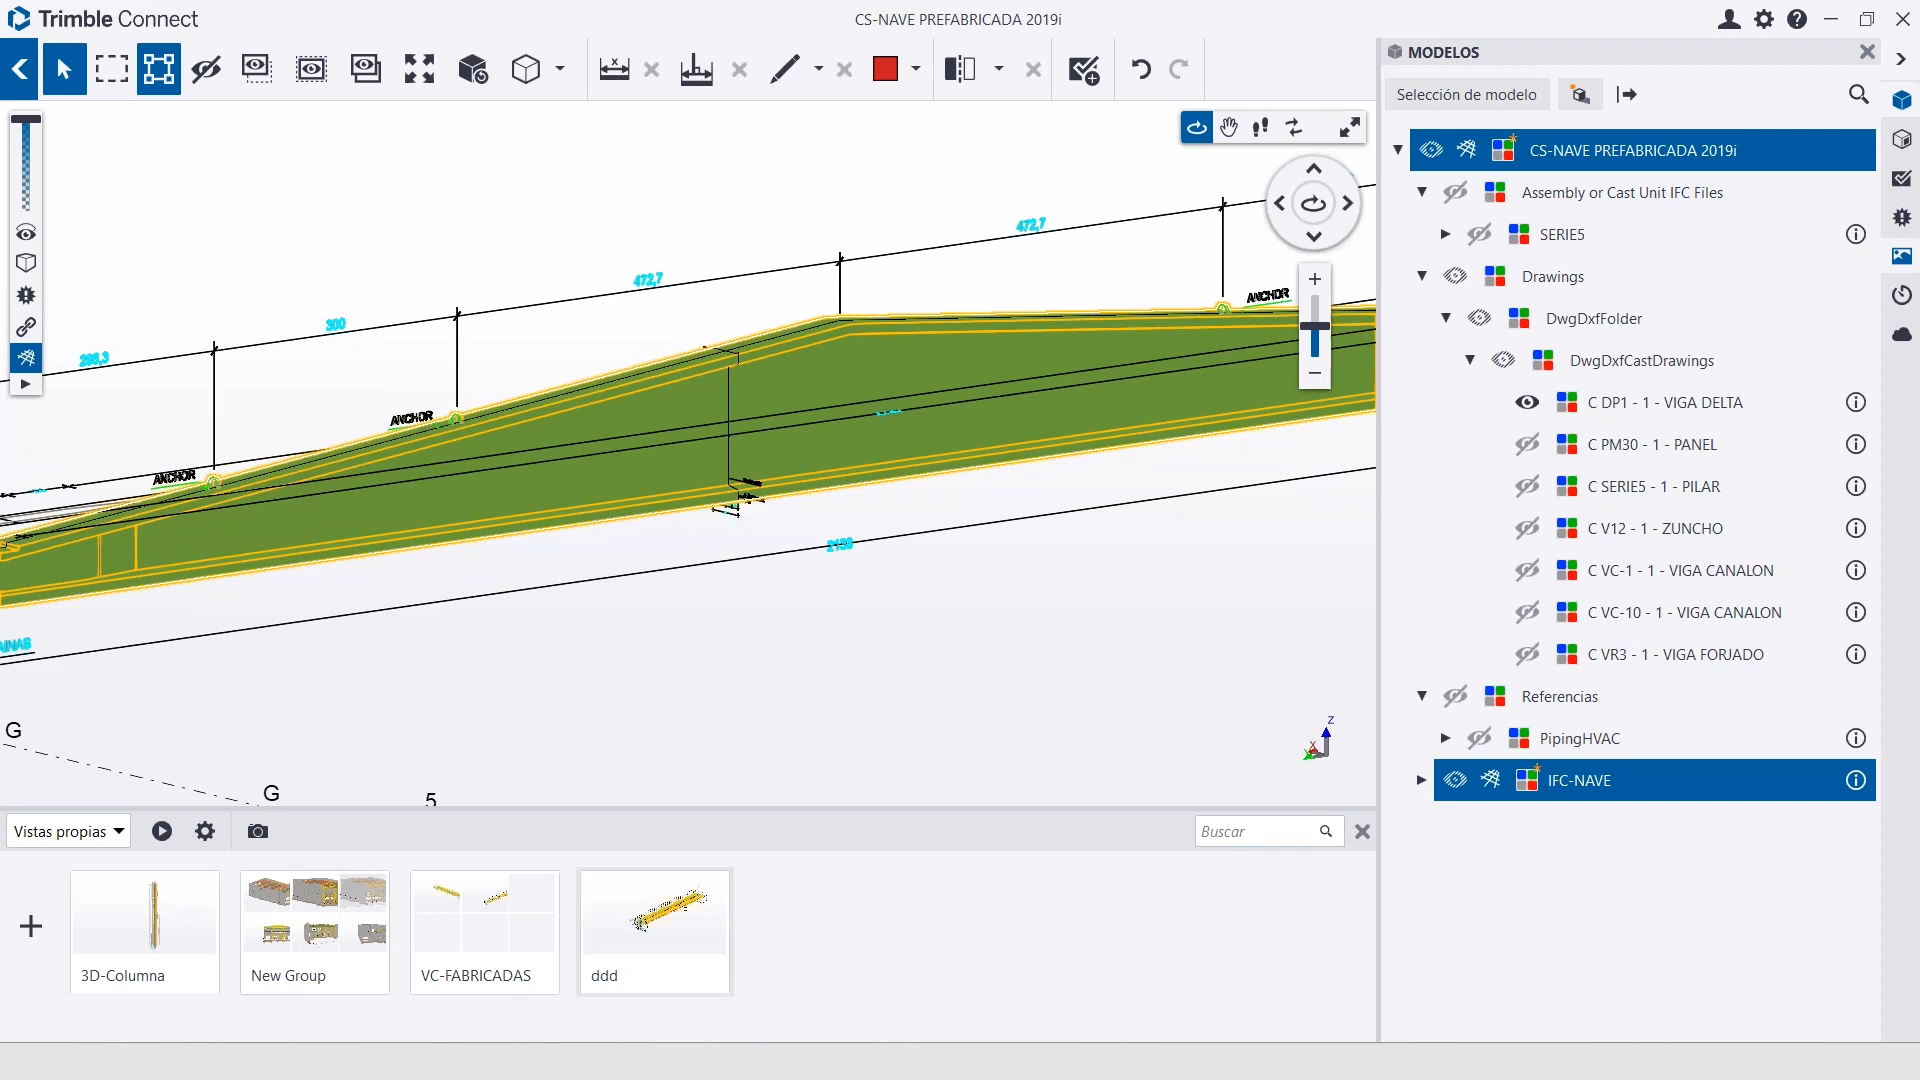 Trimble Connect
CS-NAVE PREFABRICADA 2019i
MODELOS
Selección de modelo
CS-NAVE PREFABRICADA 2019i
Assembly or Cast Unit IFC Files
SERIE5
Drawings
DwgDxfFolder
DwgDxfCastDrawings
C DP1 - 1 - VIGA DELTA
C PM30 - 1 - PANEL
C SERIE5 - 1 - PILAR
C V12 - 1 - ZUNCHO
C VC-1 - 1 - VIGA CANALON
C VC-10 - 1 - VIGA CANALON
C VR3 - 1 - VIGA FORJADO
Referencias
PipingHVAC
IFC-NAVE
472,7
472,7
300
ANCHOR
ANCHOR
ANCHOR
G
G
5
Z
Vistas propias
Buscar
3D-Columna
New Group
VC-FABRICADAS
ddd